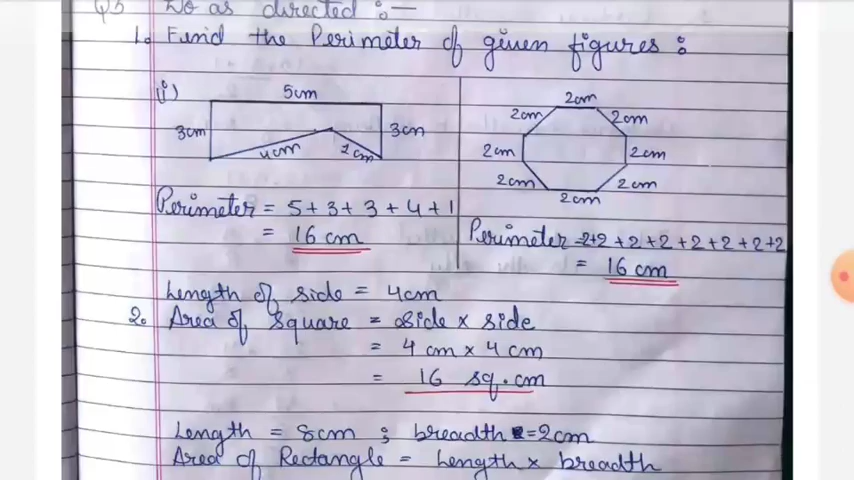 Q3 Do as directed :—
1. Find the Perimeter of given figures :
(i)
5cm
3cm
3cm
4cm
1cm
Perimeter = 5+3+3+4+1
= 16 cm
2cm
2cm
2cm
2cm
2cm
2cm
2cm
2cm
Perimeter =2+2+2+2+2+2+2+2
= 16 cm
Length of side = 4cm
2. Area of Square = side × side
= 4 cm × 4 cm
= 16 sq.cm
Length = 8cm ; breadth =2cm
Area of Rectangle = Length × breadth